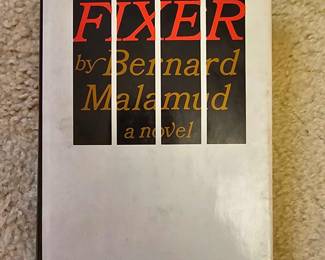 FIXER
by Bernard
Malamud
a novel